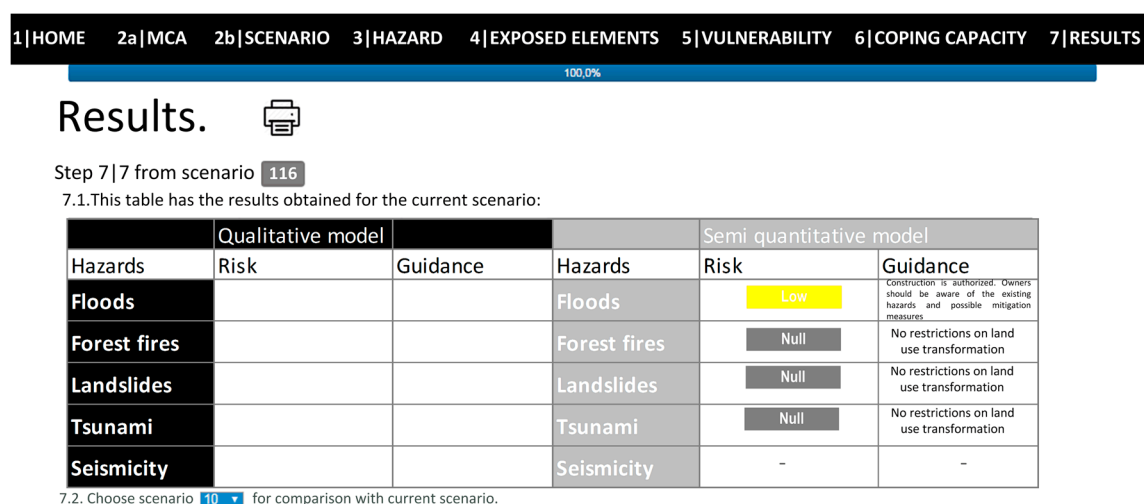 1|HOME 2a|MCA 2b|SCENARIO 3|HAZARD 4|EXPOSED ELEMENTS 5|VULNERABILITY 6|COPING CAPACITY 7|RESULTS
100,0%
Results.
Step 7|7 from scenario 116
7.1.This table has the results obtained for the current scenario:
Qualitative model Semi quantitative model
Hazards Risk Guidance Hazards Risk Guidance
Floods Floods Low
Construction is authorized. Owners
should be aware of the existing
hazards and possible mitigation
measures
Forest fires Forest fires Null
No restrictions on land
use transformation
Landslides Landslides Null
No restrictions on land
use transformation
Tsunami Tsunami Null
No restrictions on land
use transformation
Seismicity Seismicity – –
7.2. Choose scenario 10 for comparison with current scenario.